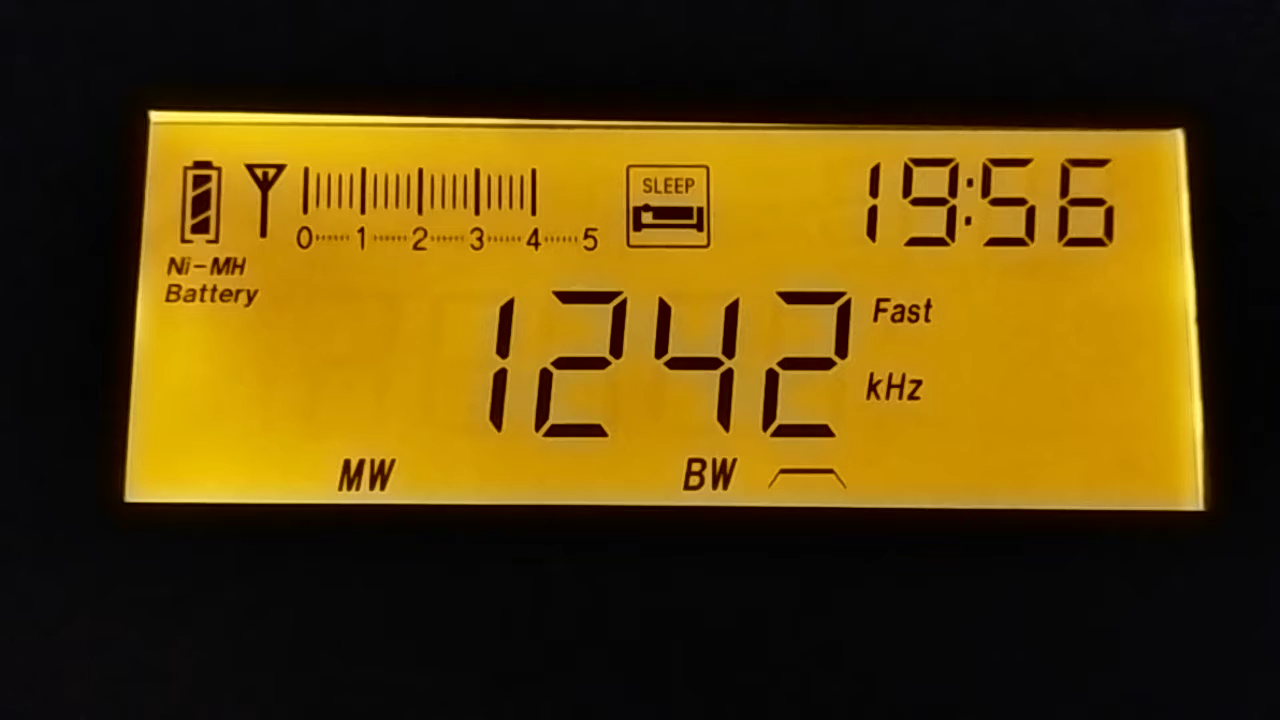 SLEEP
19:56
0 1 2 3 4 5
Ni-MH
Battery
1242
Fast
kHz
MW
BW